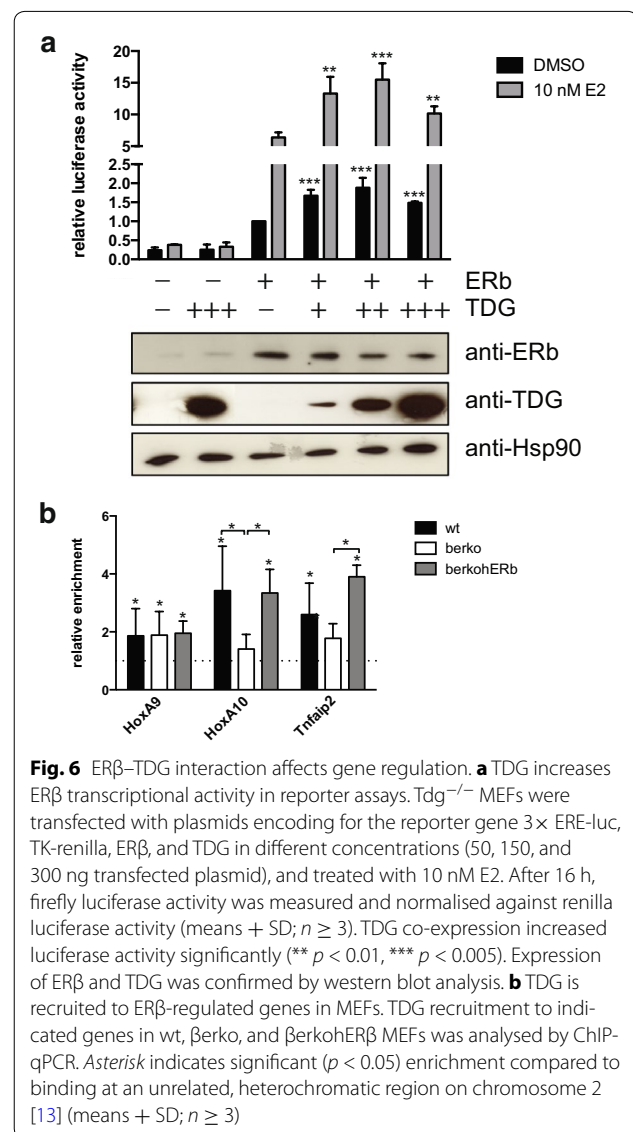 a
20
15
10
5
2.5
2.0
1.5
1.0
0.5
0.0
relative luciferase activity
** *** **
*** *** ***
DMSO
10 nM E2
− − + + + + ERb
− +++ − + ++ +++ TDG
anti-ERb
anti-TDG
anti-Hsp90
b
6
4
2
0
relative enrichment
* * * * * * * * * *
wt
berko
berkohERb
HoxA9 HoxA10 Tnfaip2
Fig. 6 ERβ–TDG interaction affects gene regulation. a TDG increases
ERβ transcriptional activity in reporter assays. Tdg−/− MEFs were
transfected with plasmids encoding for the reporter gene 3× ERE-luc,
TK-renilla, ERβ, and TDG in different concentrations (50, 150, and
300 ng transfected plasmid), and treated with 10 nM E2. After 16 h,
firefly luciferase activity was measured and normalised against renilla
luciferase activity (means + SD; n ≥ 3). TDG co-expression increased
luciferase activity significantly (** p < 0.01, *** p < 0.005). Expression
of ERβ and TDG was confirmed by western blot analysis. b TDG is
recruited to ERβ-regulated genes in MEFs. TDG recruitment to indi-
cated genes in wt, βerko, and βerkohERβ MEFs was analysed by ChIP-
qPCR. Asterisk indicates significant (p < 0.05) enrichment compared to
binding at an unrelated, heterochromatic region on chromosome 2
[13] (means + SD; n ≥ 3)